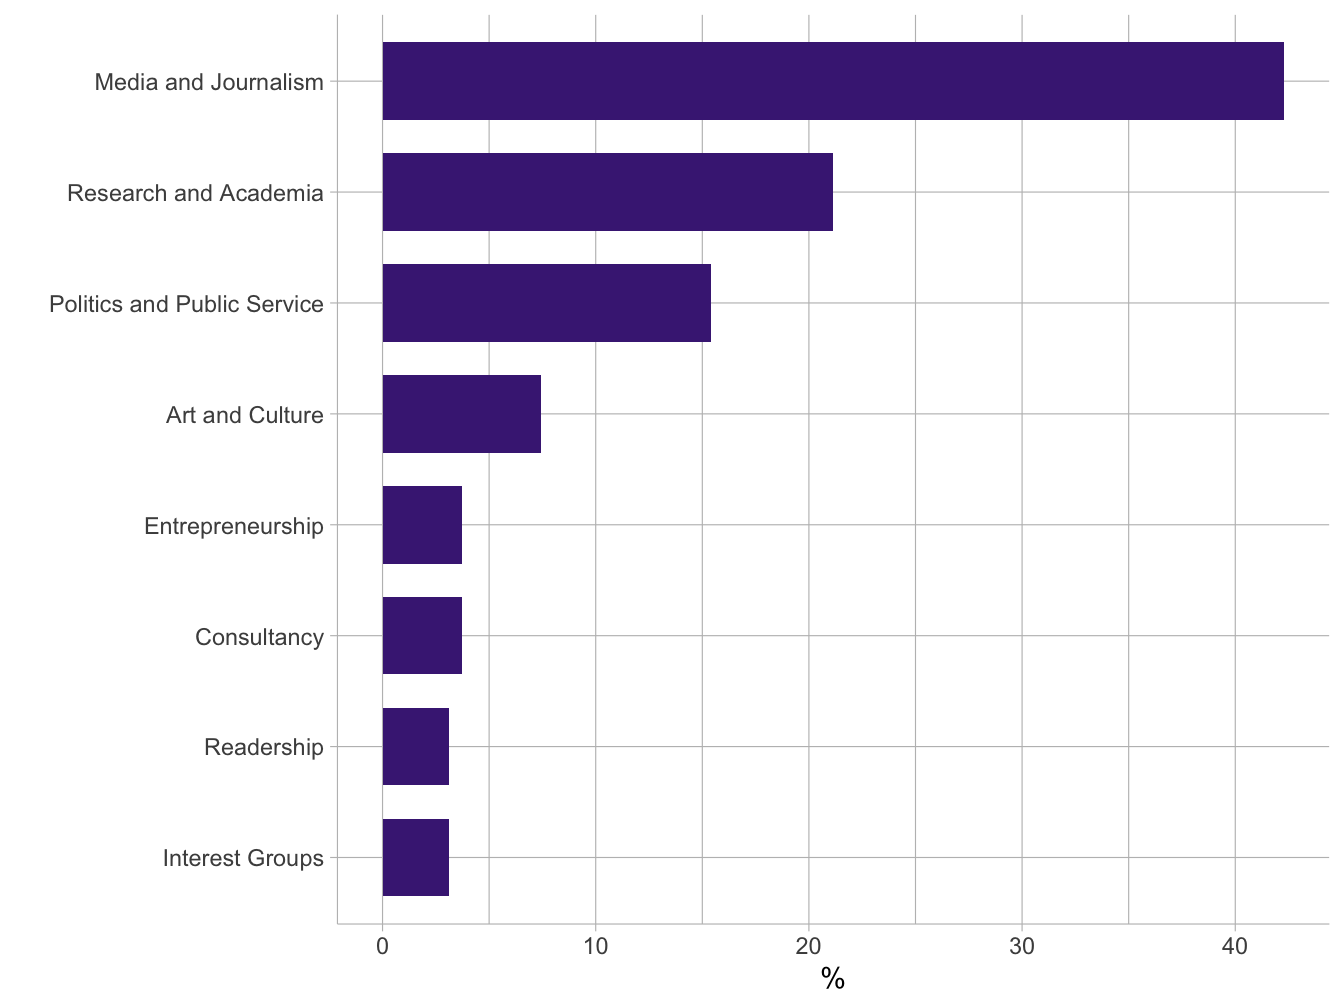 Media and Journalism
Research and Academia
Politics and Public Service
Art and Culture
Entrepreneurship
Consultancy
Readership
Interest Groups
0 10 20 30 40
%